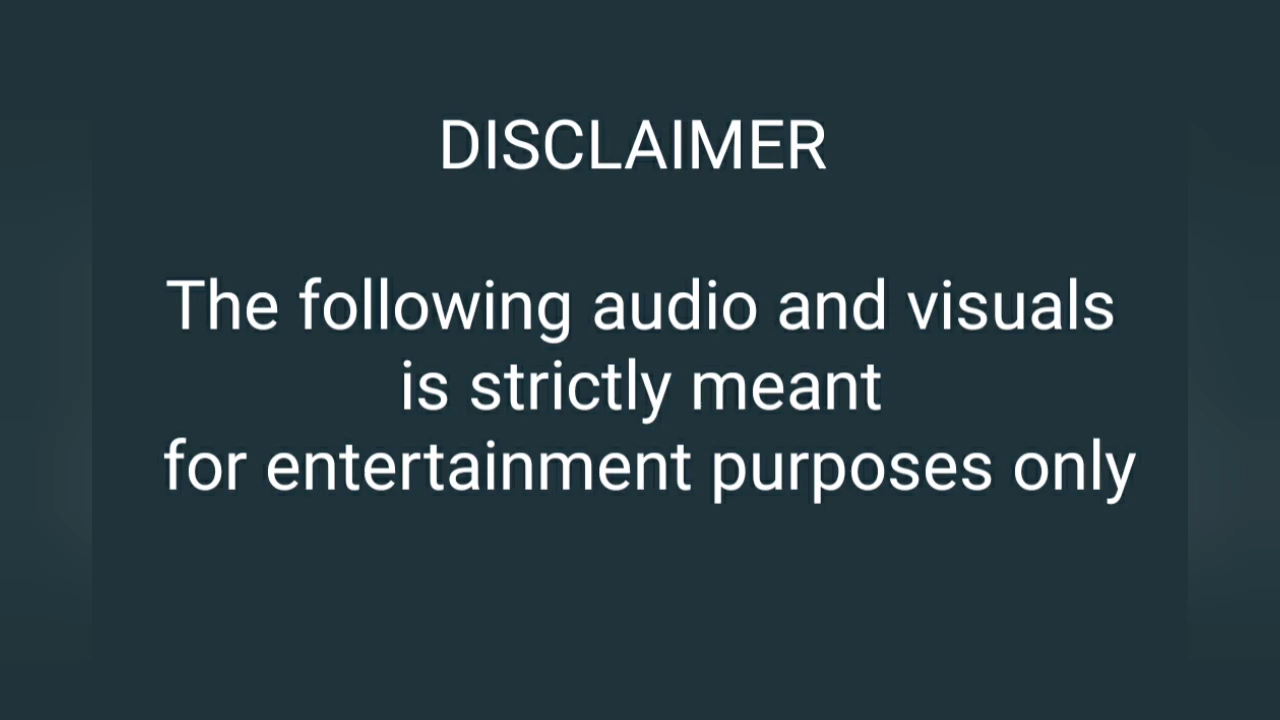 DISCLAIMER
The following audio and visuals
is strictly meant
for entertainment purposes only